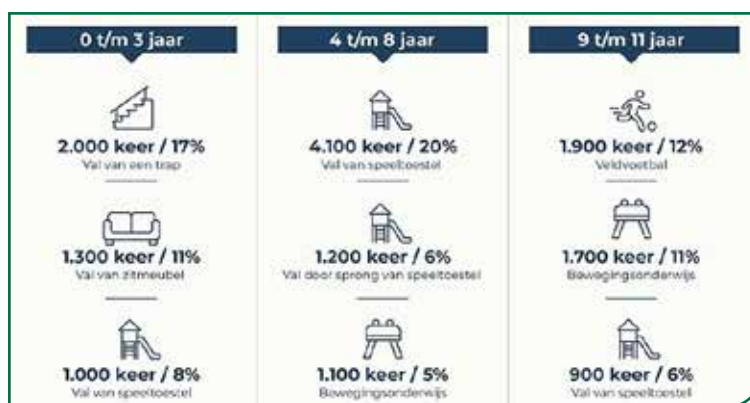 0 t/m 3 jaar
2.000 keer / 17%
Val van een trap
1.300 keer / 11%
Val van zitmeubel
1.000 keer / 8%
Val van speeltoestel
4 t/m 8 jaar
4.100 keer / 20%
Val van speeltoestel
1.200 keer / 6%
Val door sprong van speeltoestel
1.100 keer / 5%
Bewegingsonderwijs
9 t/m 11 jaar
1.900 keer / 12%
Veldvoetbal
1.700 keer / 11%
Bewegingsonderwijs
900 keer / 6%
Val van speeltoestel